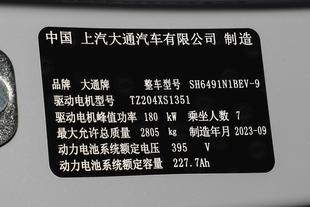 中国 上汽大通汽车有限公司 制造
品牌 大通牌 整车型号 SH6491N1BEV-9
驱动电机型号 TZ204XS1351
驱动电机峰值功率 180 kW 乘坐人数 7
最大允许总质量 2805 kg 制造年月 2023-09
动力电池系统额定电压 395 V
动力电池系统额定容量 227.7Ah